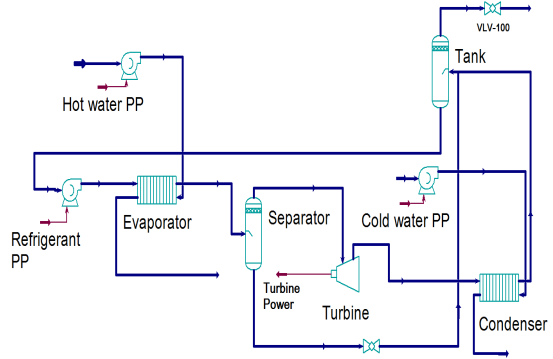 VLV-100
Tank
Hot water PP
Evaporator
Separator
Cold water PP
Refrigerant
PP
Turbine
Power
Turbine
Condenser